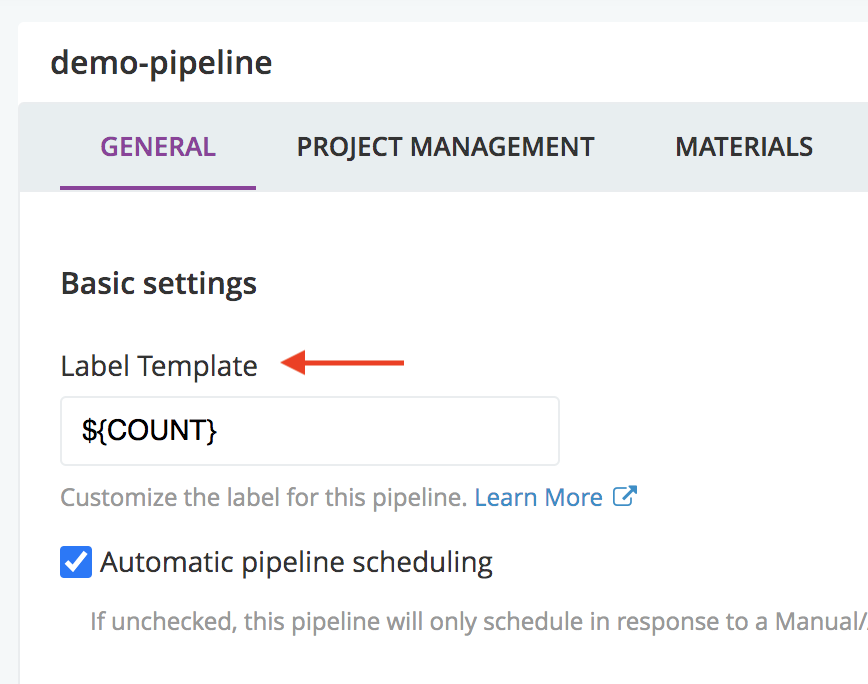 demo-pipeline
GENERAL PROJECT MANAGEMENT MATERIALS
Basic settings
Label Template
${COUNT}
Customize the label for this pipeline. Learn More
Automatic pipeline scheduling
If unchecked, this pipeline will only schedule in response to a Manual/